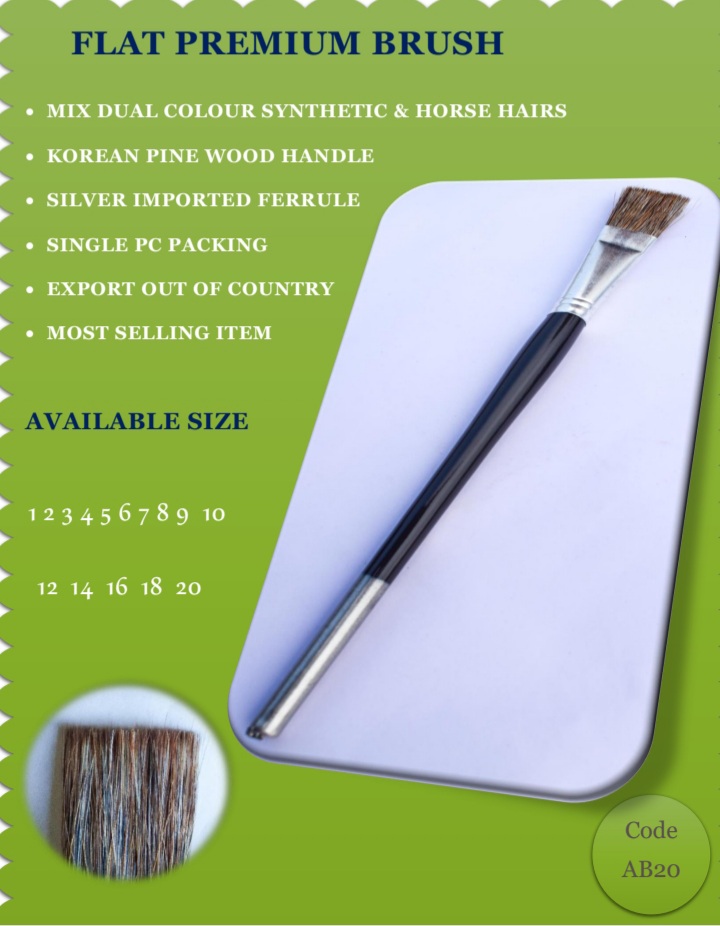 FLAT PREMIUM BRUSH
• MIX DUAL COLOUR SYNTHETIC & HORSE HAIRS
• KOREAN PINE WOOD HANDLE
• SILVER IMPORTED FERRULE
• SINGLE PC PACKING
• EXPORT OUT OF COUNTRY
• MOST SELLING ITEM
AVAILABLE SIZE
1 2 3 4 5 6 7 8 9 10
12 14 16 18 20
Code
AB20